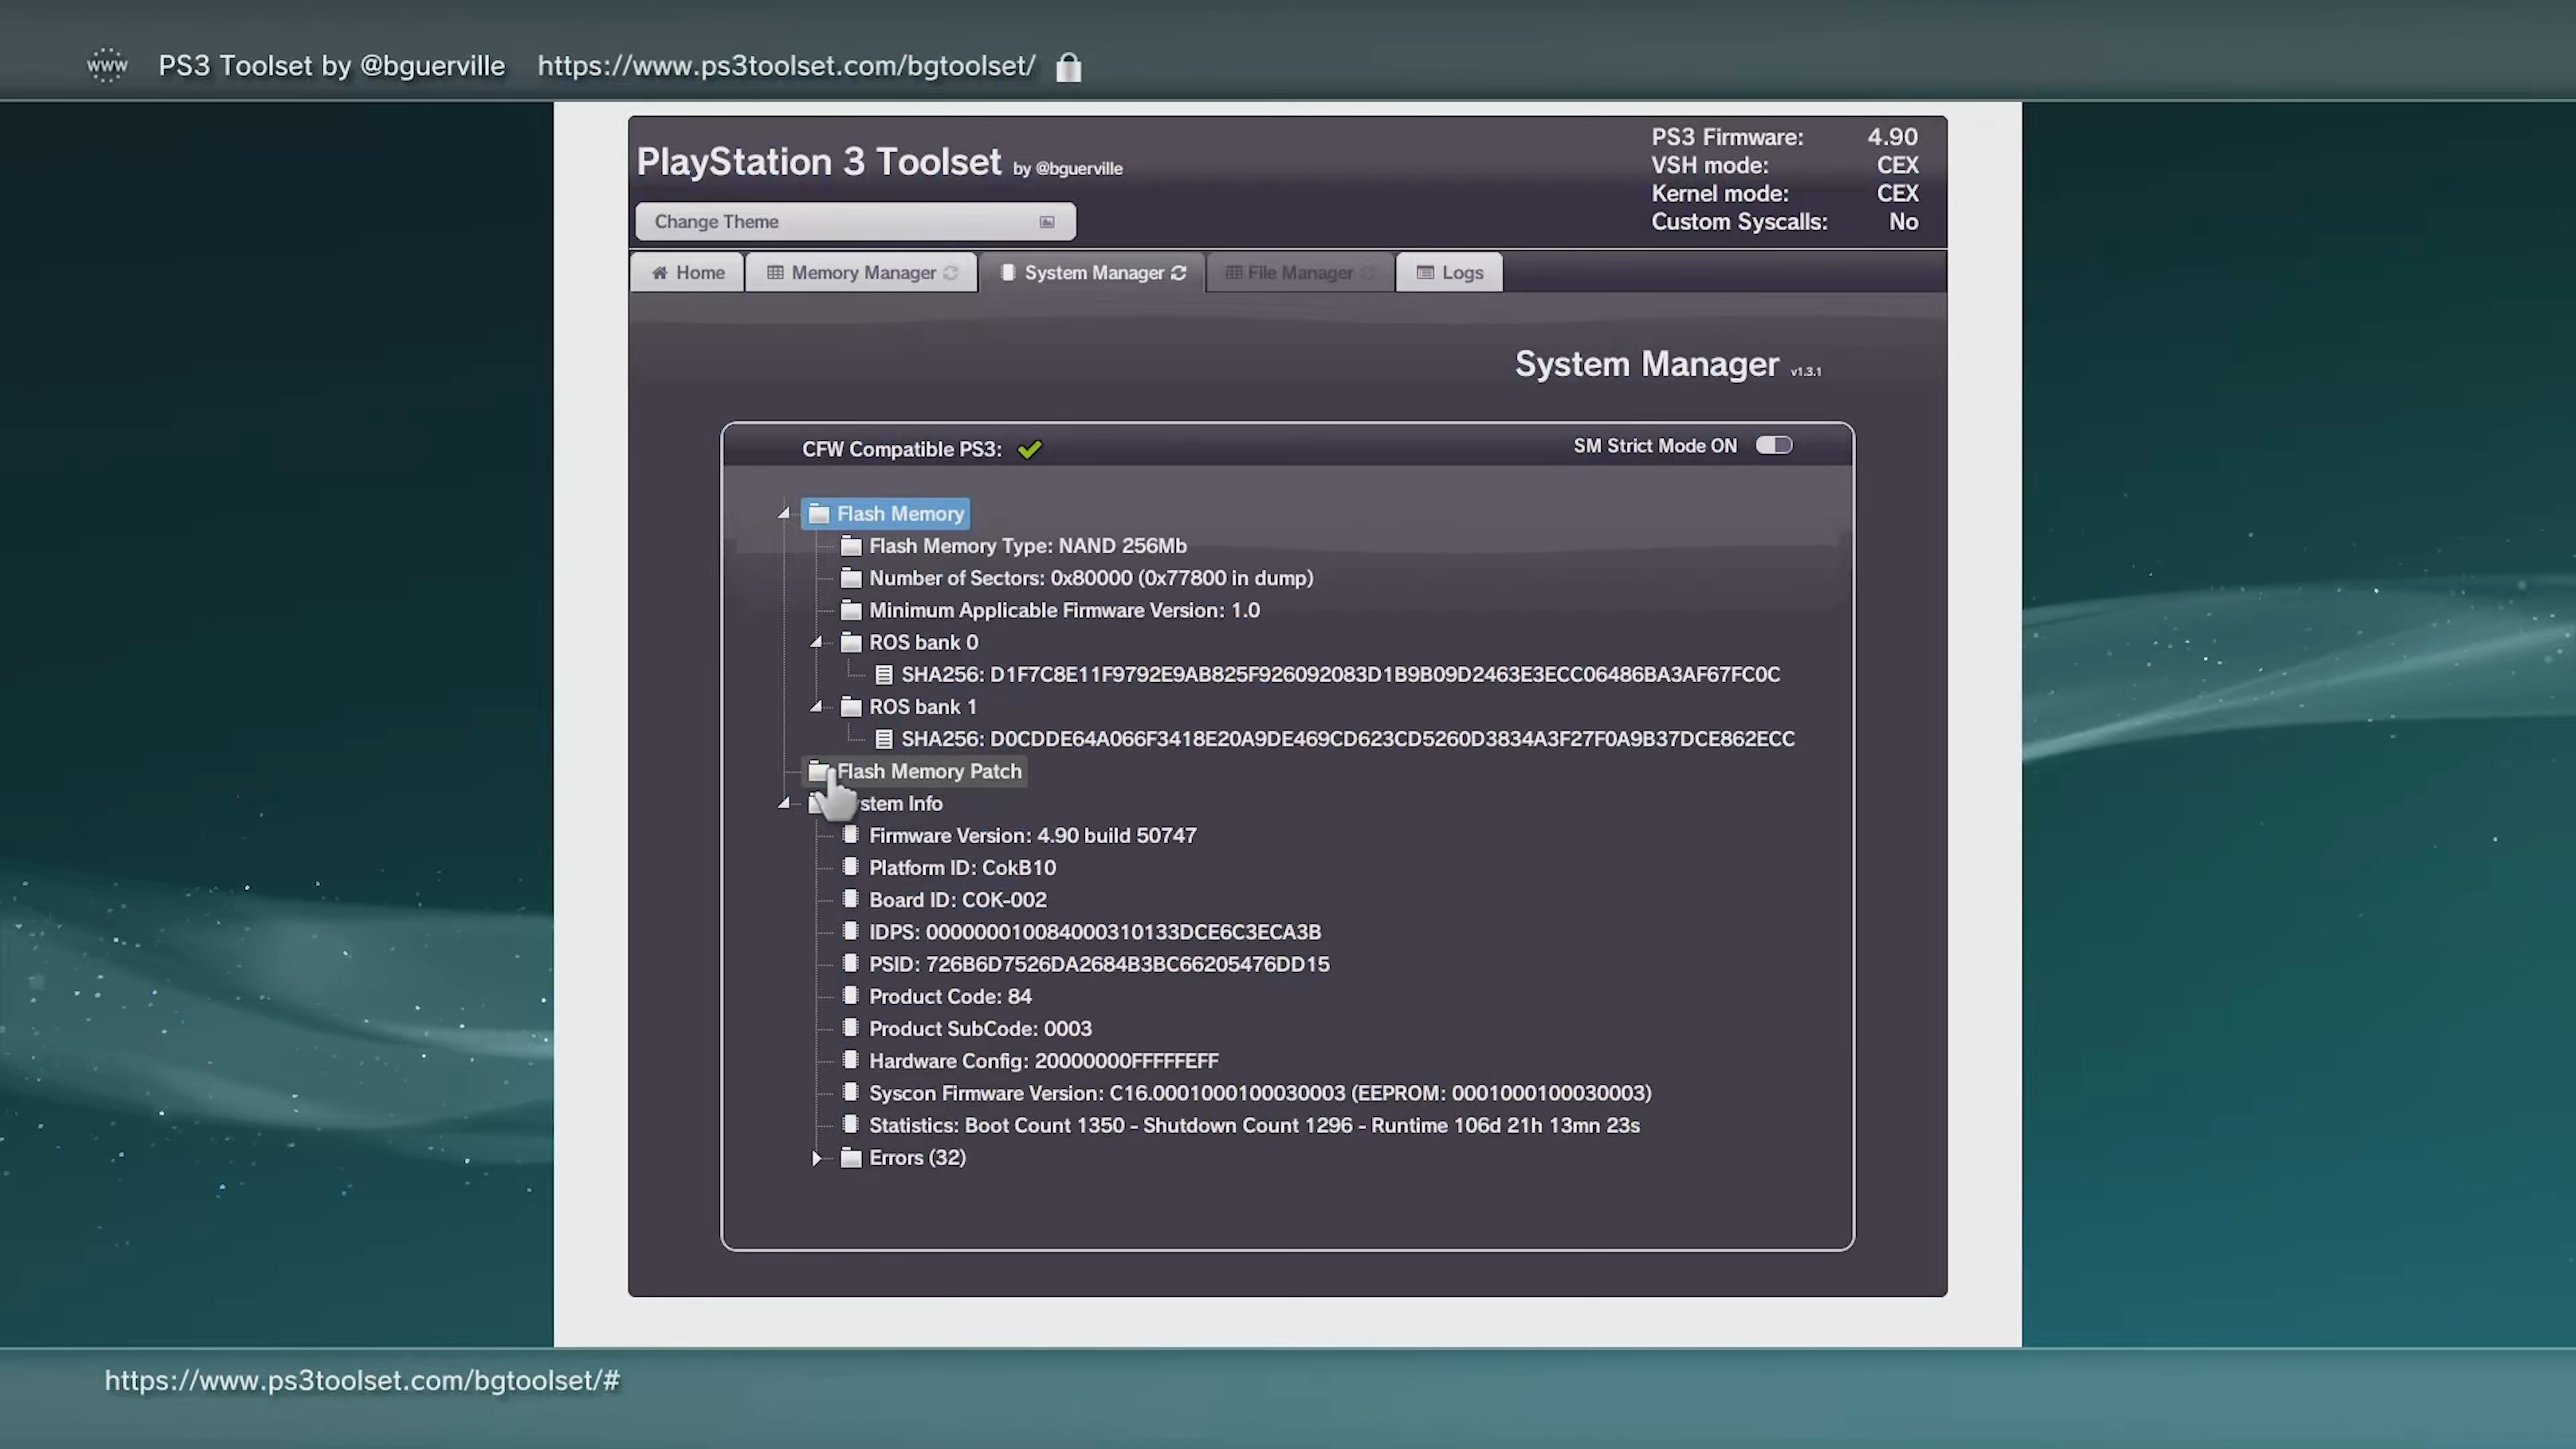 www PS3 Toolset by @bguerville https://www.ps3toolset.com/bgtoolset/
PlayStation 3 Toolset by @bguerville
PS3 Firmware: 4.90
VSH mode: CEX
Kernel mode: CEX
Custom Syscalls: No
Change Theme
Home Memory Manager System Manager File Manager Logs
System Manager v1.3.1
CFW Compatible PS3: SM Strict Mode ON
Flash Memory
Flash Memory Type: NAND 256Mb
Number of Sectors: 0x80000 (0x77800 in dump)
Minimum Applicable Firmware Version: 1.0
ROS bank 0
SHA256: D1F7C8E11F9792E9AB825F926092083D1B9B09D2463E3ECC06486BA3AF67FC0C
ROS bank 1
SHA256: D0CDDE64A066F3418E20A9DE469CD623CD5260D3834A3F27F0A9B37DCE862ECC
Flash Memory Patch
stem Info
Firmware Version: 4.90 build 50747
Platform ID: CokB10
Board ID: COK-002
IDPS: 000000010084000310133DCE6C3ECA3B
PSID: 726B6D7526DA2684B3BC66205476DD15
Product Code: 84
Product SubCode: 0003
Hardware Config: 20000000FFFFFEFF
Syscon Firmware Version: C16.0001000100030003 (EEPROM: 0001000100030003)
Statistics: Boot Count 1350 - Shutdown Count 1296 - Runtime 106d 21h 13mn 23s
Errors (32)
https://www.ps3toolset.com/bgtoolset/#